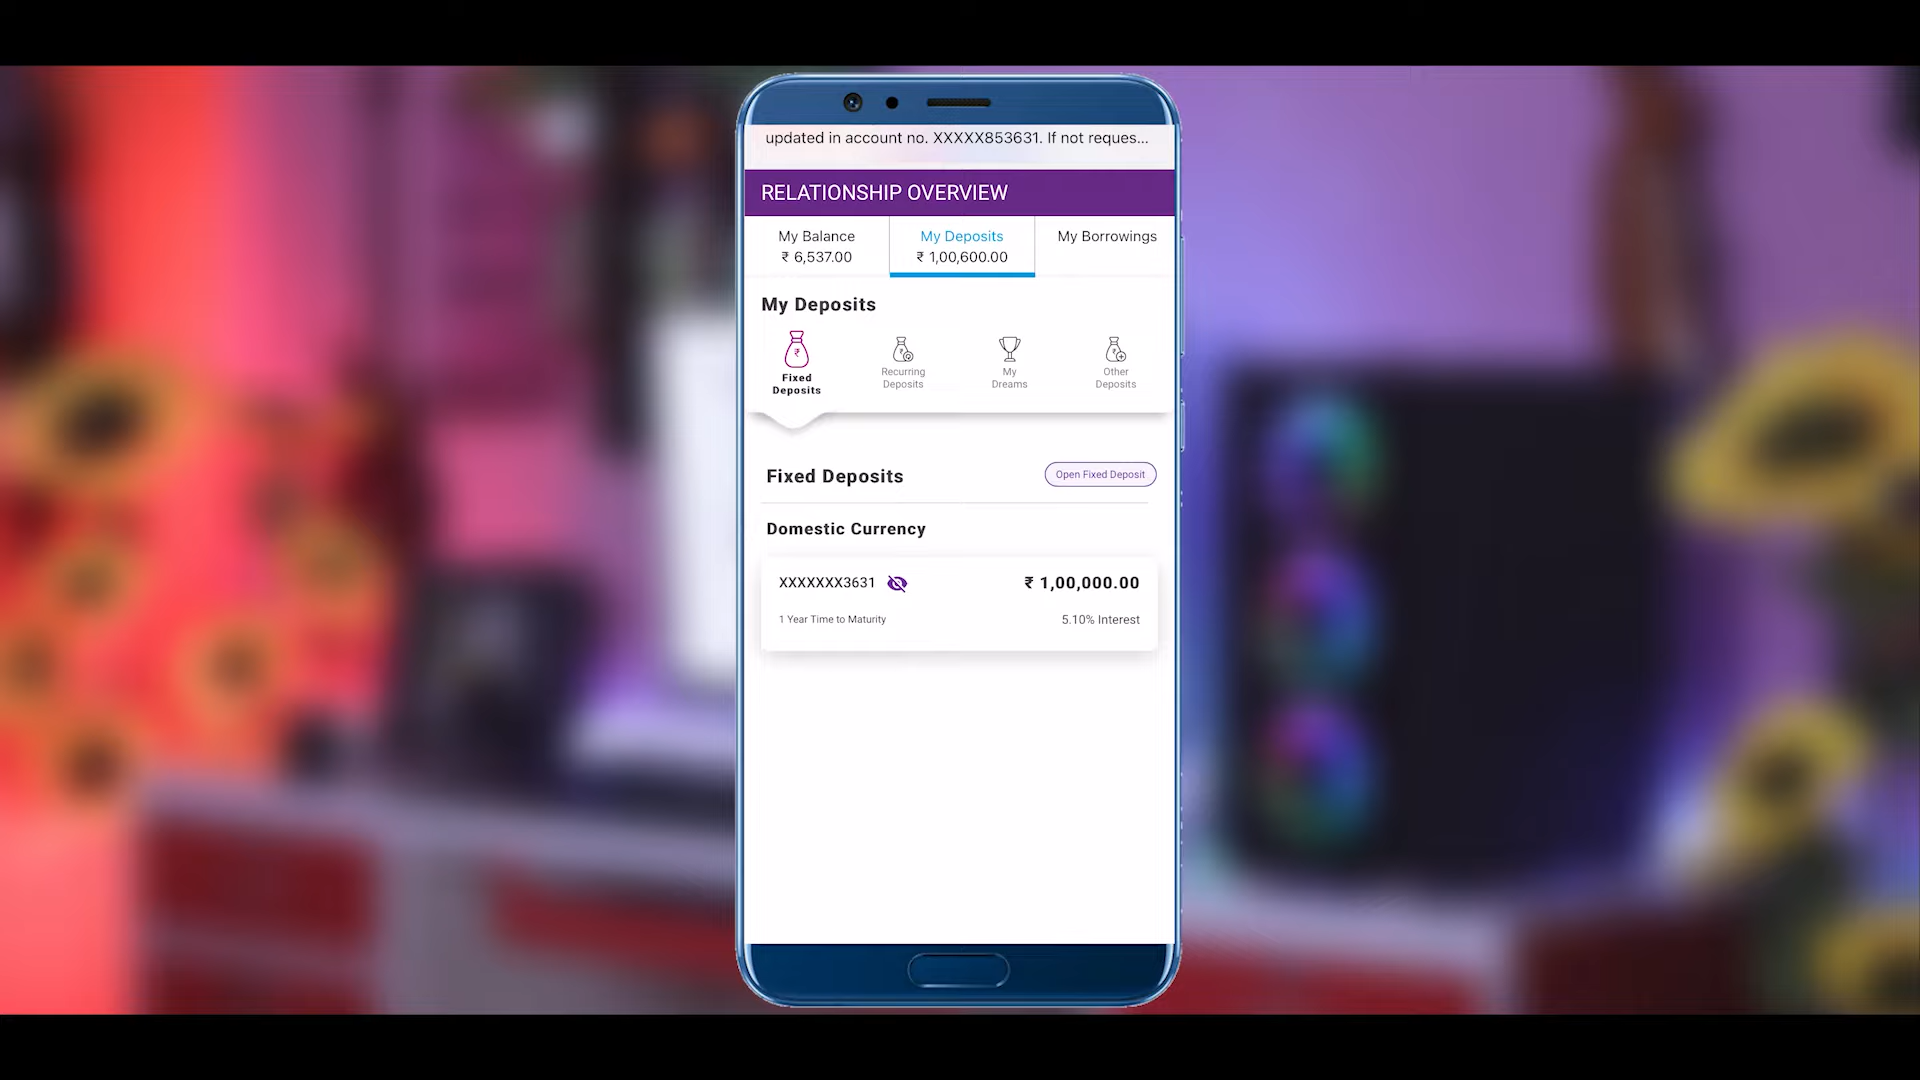 updated in account no. XXXXX853631. If not reques...
RELATIONSHIP OVERVIEW
My Balance
₹ 6,537.00
My Deposits
₹ 1,00,600.00
My Borrowings
My Deposits
Fixed
Deposits
Recurring
Deposits
My
Dreams
Other
Deposits
Fixed Deposits
Open Fixed Deposit
Domestic Currency
XXXXXXX3631
₹ 1,00,000.00
1 Year Time to Maturity
5.10% Interest